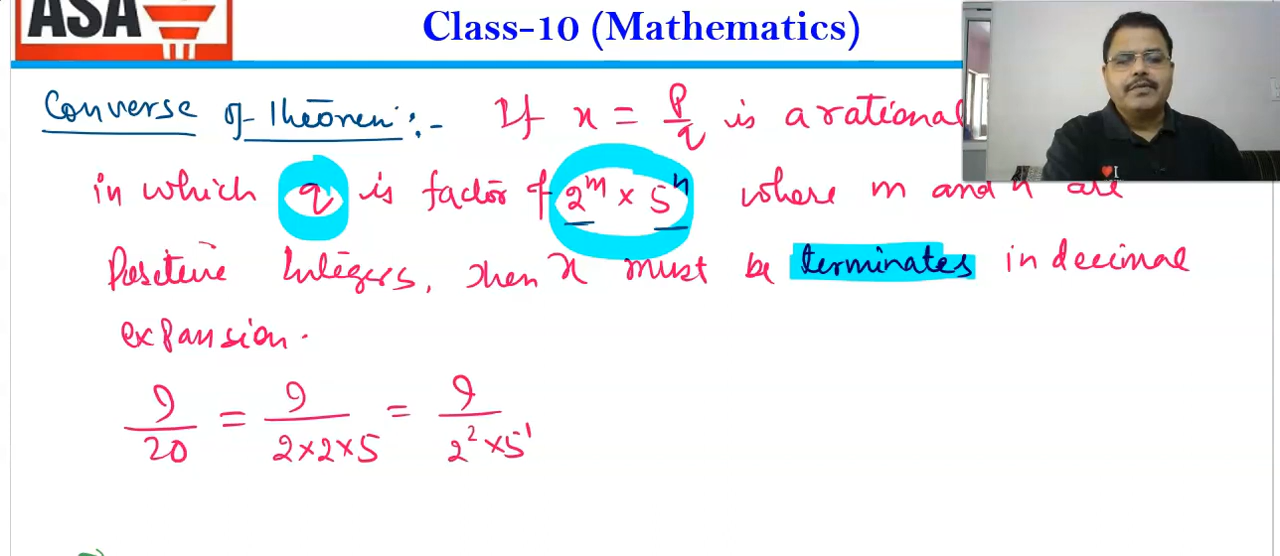 ASA
Class-10 (Mathematics)
Converse of Theorem:- If x = p/q is a rational
in which q is factor of 2^m × 5^n where m and n are
Positive Integers, then x must be terminates in decimal
expansion.
9/20 = 9/(2×2×5) = 9/(2^2 ×5^1)